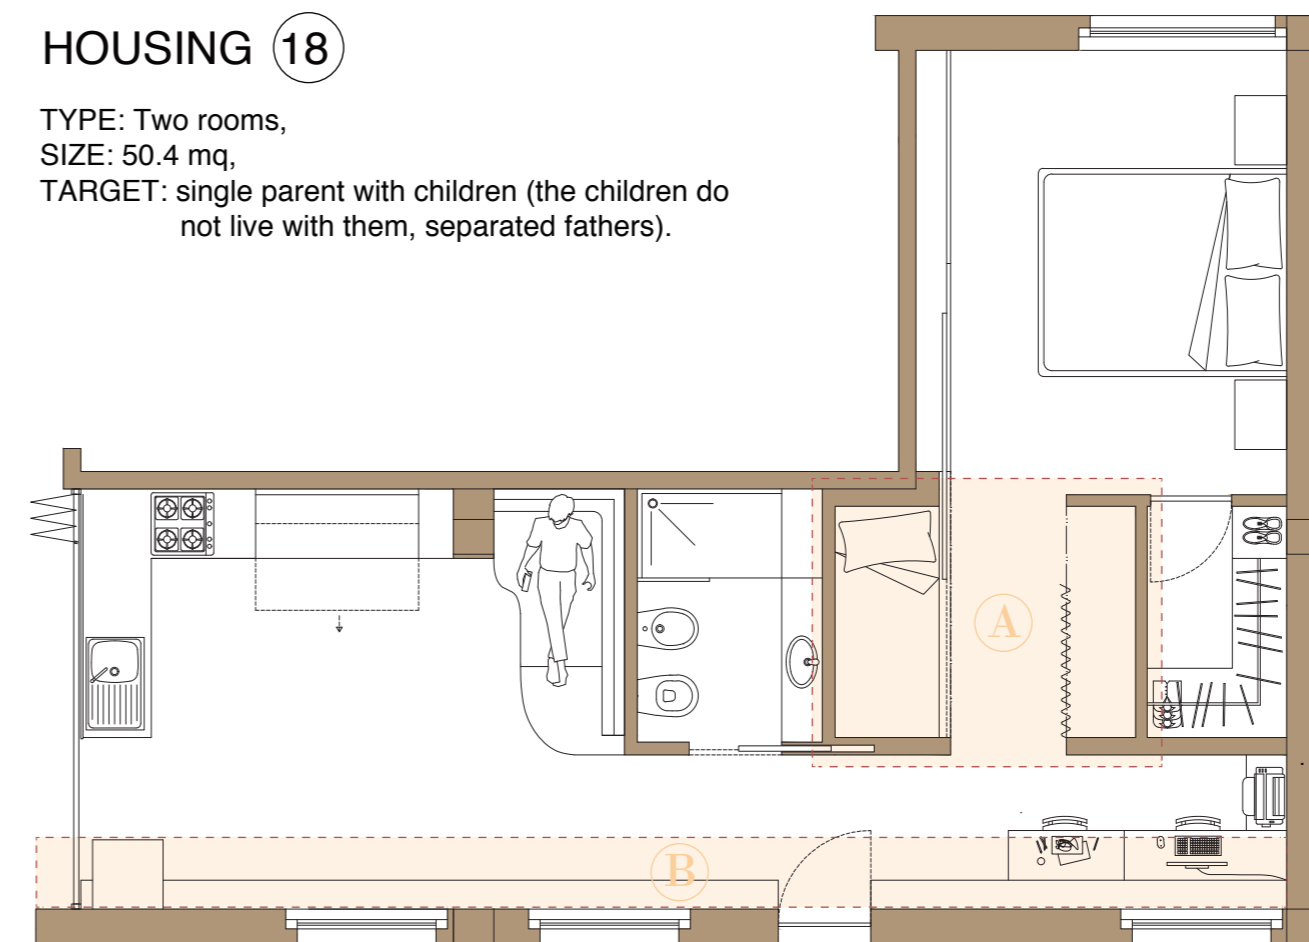 HOUSING 18
TYPE: Two rooms,
SIZE: 50.4 mq,
TARGET: single parent with children (the children do
not live with them, separated fathers).
A
B